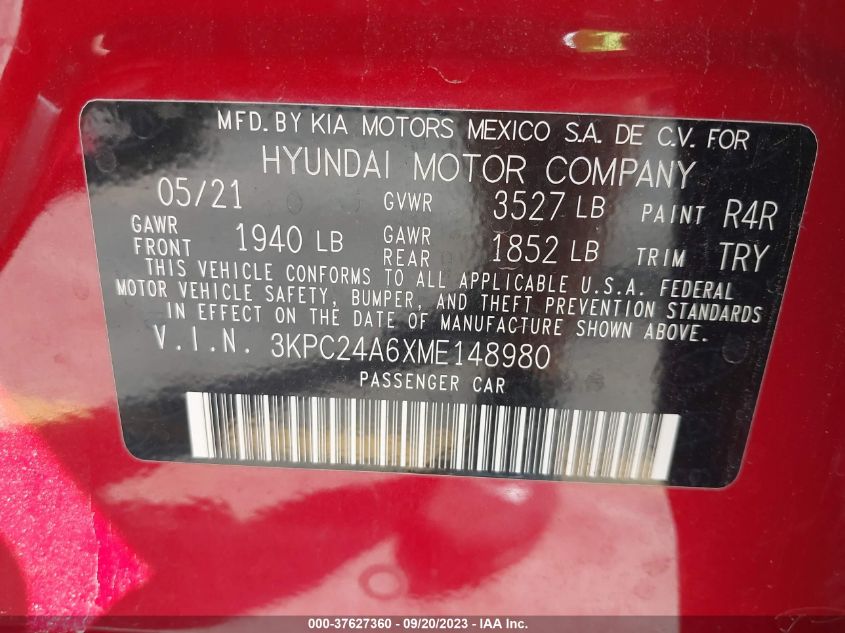 MFD. BY KIA MOTORS MEXICO S.A. DE C.V. FOR
HYUNDAI MOTOR COMPANY
05/21 GVWR 3527 LB PAINT R4R
GAWR FRONT 1940 LB GAWR REAR 1852 LB TRIM TRY
THIS VEHICLE CONFORMS TO ALL APPLICABLE U.S.A. FEDERAL
MOTOR VEHICLE SAFETY, BUMPER, AND THEFT PREVENTION STANDARDS
IN EFFECT ON THE DATE OF MANUFACTURE SHOWN ABOVE.
V.I.N. 3KPC24A6XME148980
PASSENGER CAR
000-37627360 - 09/20/2023 - IAA Inc.